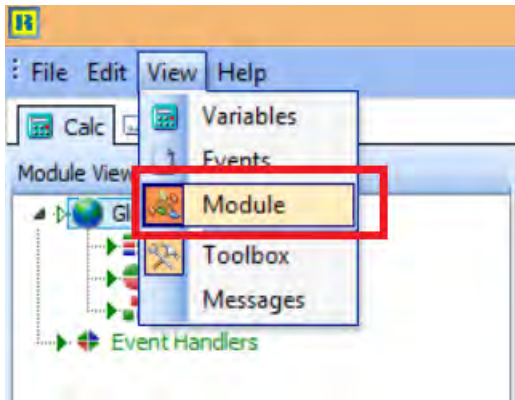 File Edit View Help
Calc
Variables
Events
Module View
Module
Gl
Toolbox
Messages
Event Handlers